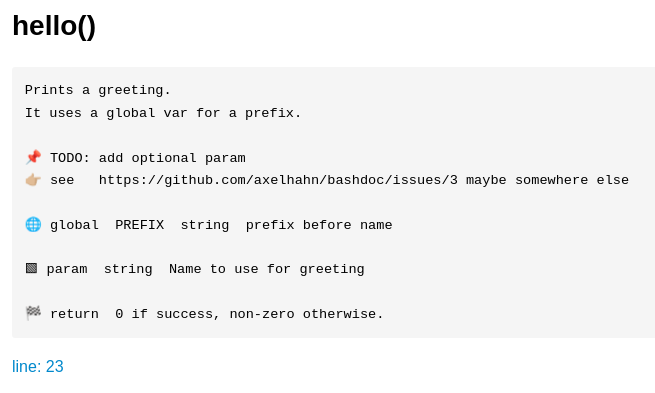 hello()
Prints a greeting.
It uses a global var for a prefix.
📌 TODO: add optional param
👉🏼 see   https://github.com/axelhahn/bashdoc/issues/3 maybe somewhere else
🌐 global  PREFIX  string  prefix before name
▧ param  string  Name to use for greeting
🏁 return  0 if success, non-zero otherwise.
line: 23